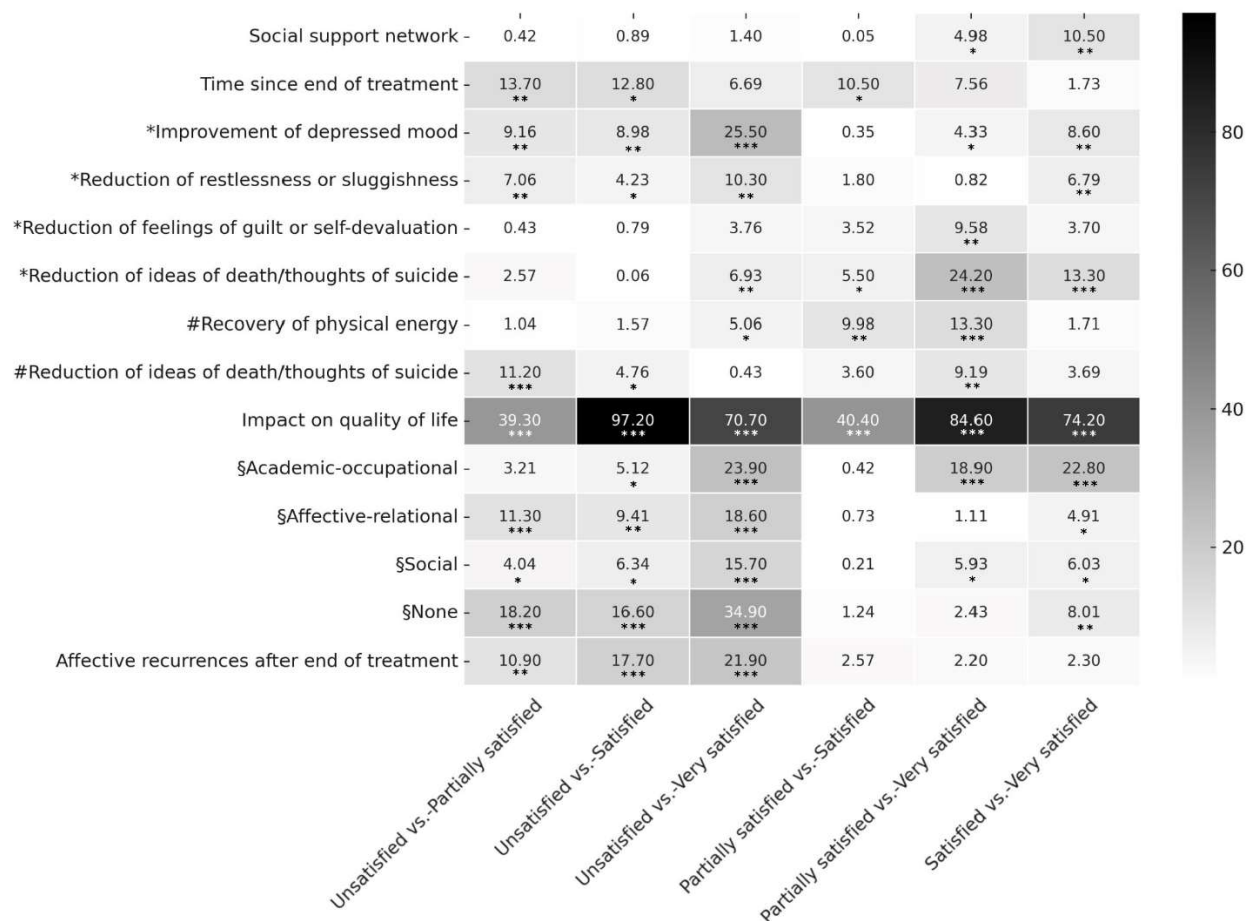 Social support network 0.42 0.89 1.40 0.05 4.98 10.50
* **
Time since end of treatment 13.70 12.80 6.69 10.50 7.56 1.73
** * *
*Improvement of depressed mood 9.16 8.98 25.50 0.35 4.33 8.60
** ** *** * **
*Reduction of restlessness or sluggishness 7.06 4.23 10.30 1.80 0.82 6.79
** * ** **
*Reduction of feelings of guilt or self-devaluation 0.43 0.79 3.76 3.52 9.58 3.70
**
*Reduction of ideas of death/thoughts of suicide 2.57 0.06 6.93 5.50 24.20 13.30
** * *** ***
#Recovery of physical energy 1.04 1.57 5.06 9.98 13.30 1.71
* ** ***
#Reduction of ideas of death/thoughts of suicide 11.20 4.76 0.43 3.60 9.19 3.69
*** * **
Impact on quality of life 39.30 97.20 70.70 40.40 84.60 74.20
*** *** *** *** *** ***
§Academic-occupational 3.21 5.12 23.90 0.42 18.90 22.80
* *** *** ***
§Affective-relational 11.30 9.41 18.60 0.73 1.11 4.91
*** ** *** *
§Social 4.04 6.34 15.70 0.21 5.93 6.03
* * *** * *
§None 18.20 16.60 34.90 1.24 2.43 8.01
*** *** *** **
Affective recurrences after end of treatment 10.90 17.70 21.90 2.57 2.20 2.30
** *** ***
Unsatisfied vs.-Partially satisfied
Unsatisfied vs.-Satisfied
Unsatisfied vs.-Very satisfied
Partially satisfied vs.-Satisfied
Partially satisfied vs.-Very satisfied
Satisfied vs.-Very satisfied
80
60
40
20